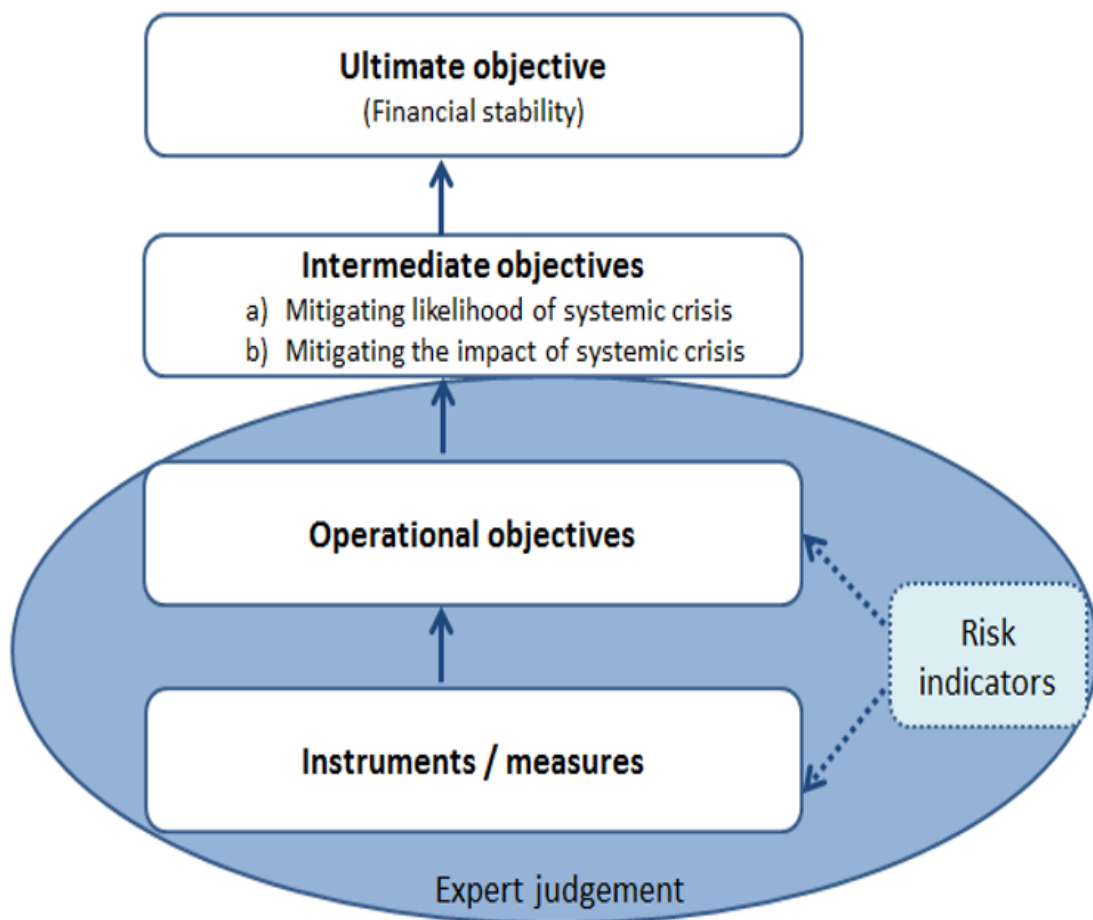 Ultimate objective
(Financial stability)
Intermediate objectives
a) Mitigating likelihood of systemic crisis
b) Mitigating the impact of systemic crisis
Operational objectives
Risk
indicators
Instruments / measures
Expert judgement